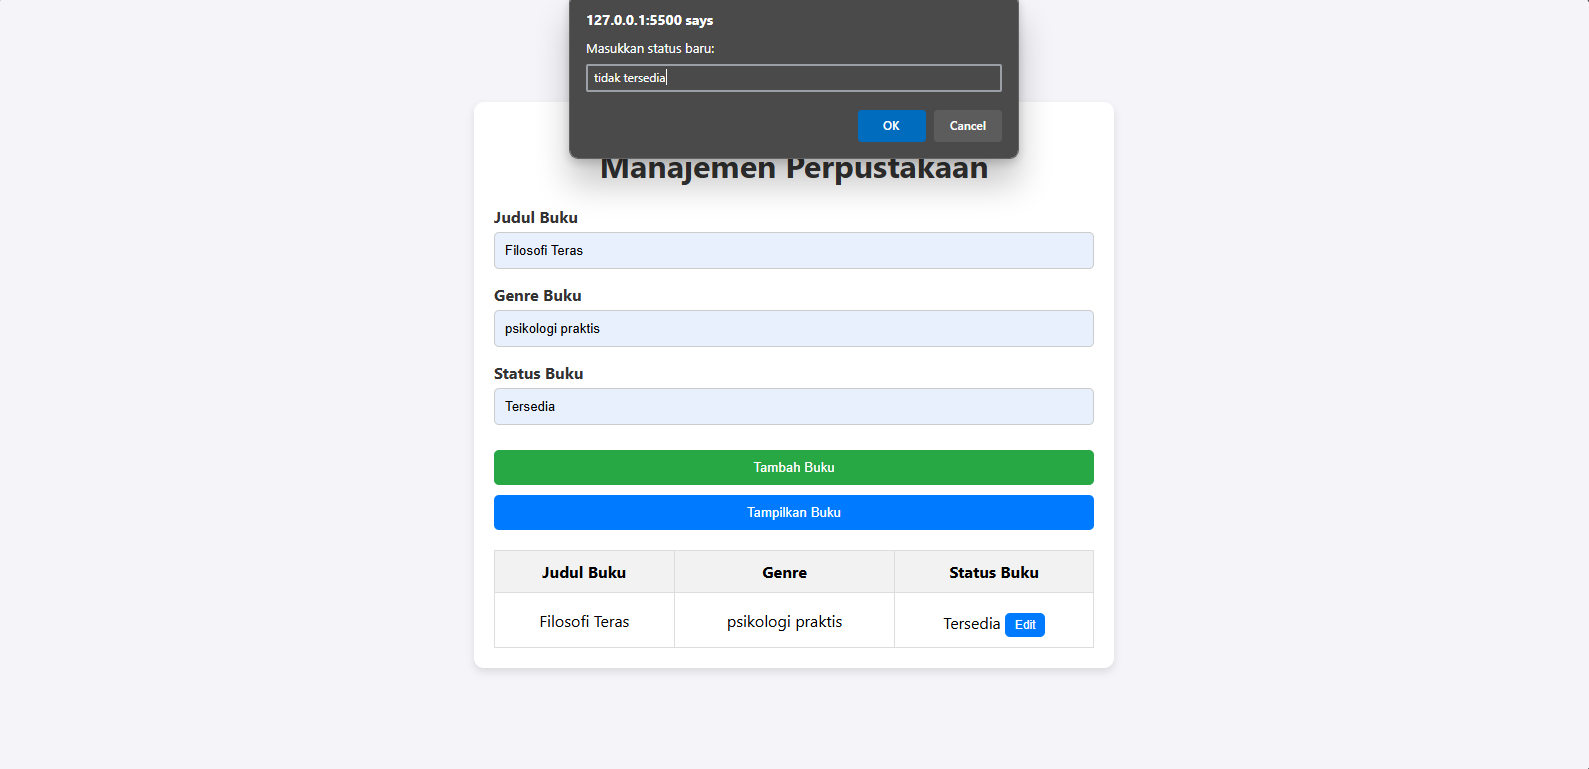 127.0.0.1:5500 says
Masukkan status baru:
tidak tersedia
OK Cancel
Manajemen Perpustakaan
Judul Buku
Filosofi Teras
Genre Buku
psikologi praktis
Status Buku
Tersedia
Tambah Buku
Tampilkan Buku
Judul Buku Genre Status Buku
Filosofi Teras psikologi praktis Tersedia Edit